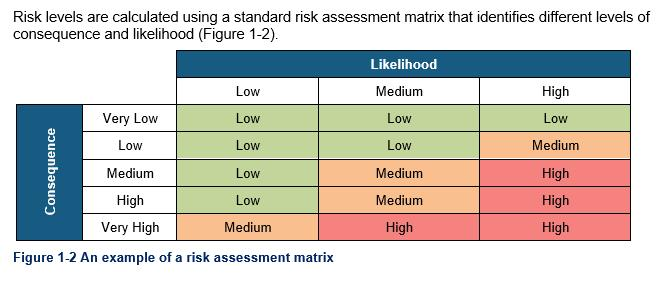 Risk levels are calculated using a standard risk assessment matrix that identifies different levels of
consequence and likelihood (Figure 1-2).
Likelihood
Low Medium High
Consequence
Very Low Low Low Low
Low Low Low Medium
Medium Low Medium High
High Low Medium High
Very High Medium High High
Figure 1-2 An example of a risk assessment matrix